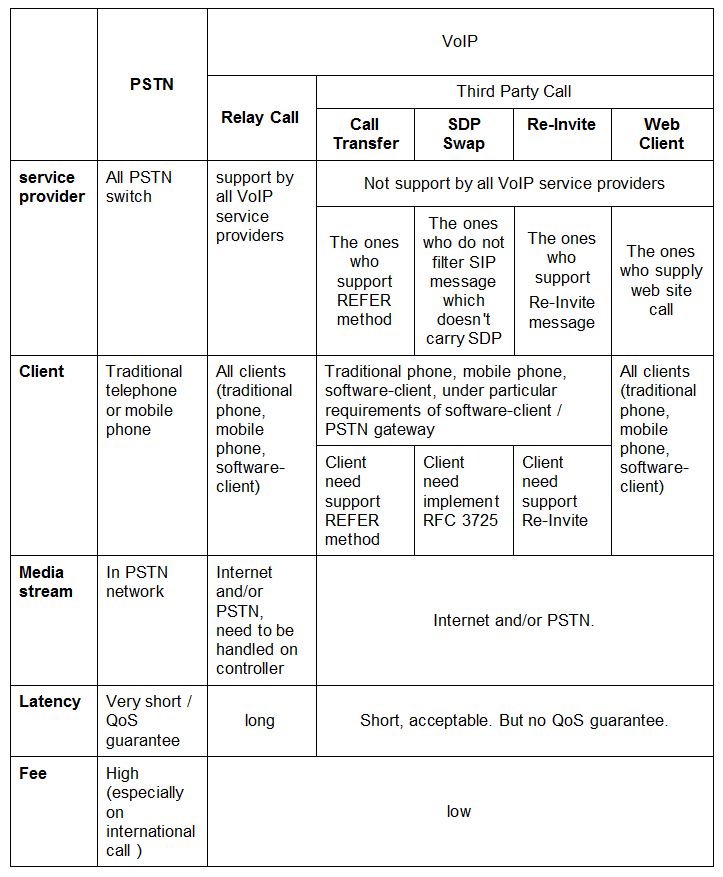 VoIP
PSTN
Third Party Call
Relay Call
Call
Transfer
SDP
Swap
Re-Invite
Web
Client
service
provider
All PSTN
switch
support by
all VoIP
service
providers
Not support by all VoIP service providers
The ones
who
support
REFER
method
The ones
who do not
filter SIP
message
which
doesn't
carry SDP
The ones
who
support
Re-Invite
message
The ones
who supply
web site
call
Client
Traditional
telephone
or mobile
phone
All clients
(traditional
phone,
mobile
phone,
software-
client)
Traditional phone, mobile phone,
software-client, under particular
requirements of software-client /
PSTN gateway
All clients
(traditional
phone,
mobile
phone,
software-
client)
Client
need
support
REFER
method
Client
need
implement
RFC 3725
Client
need
support
Re-Invite
Media
stream
In PSTN
network
Internet
and/or
PSTN,
need to be
handled on
controller
Internet and/or PSTN.
Latency
Very short /
QoS
guarantee
long
Short, acceptable. But no QoS guarantee.
Fee
High
(especially
on
international
call )
low